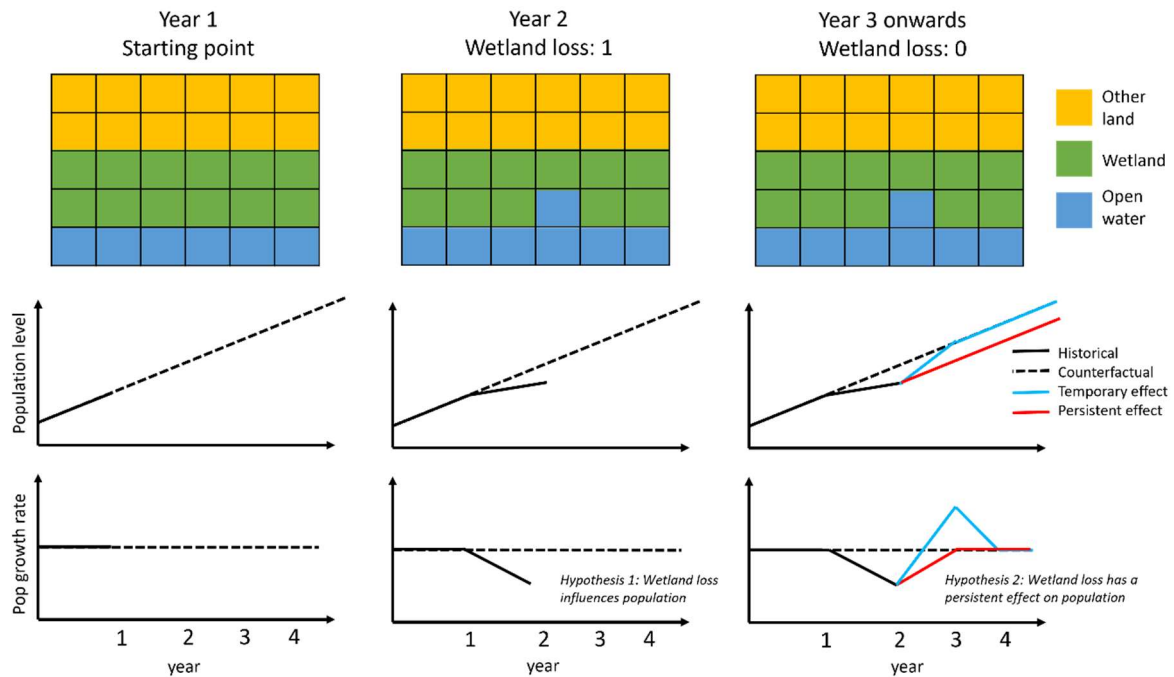 Year 1
Starting point
Year 2
Wetland loss: 1
Year 3 onwards
Wetland loss: 0
Other
land
Wetland
Open
water
Population level
Historical
Counterfactual
Temporary effect
Persistent effect
Pop growth rate
Hypothesis 1: Wetland loss
influences population
Hypothesis 2: Wetland loss has a
persistent effect on population
1 2 3 4
year
1 2 3 4
year
1 2 3 4
year